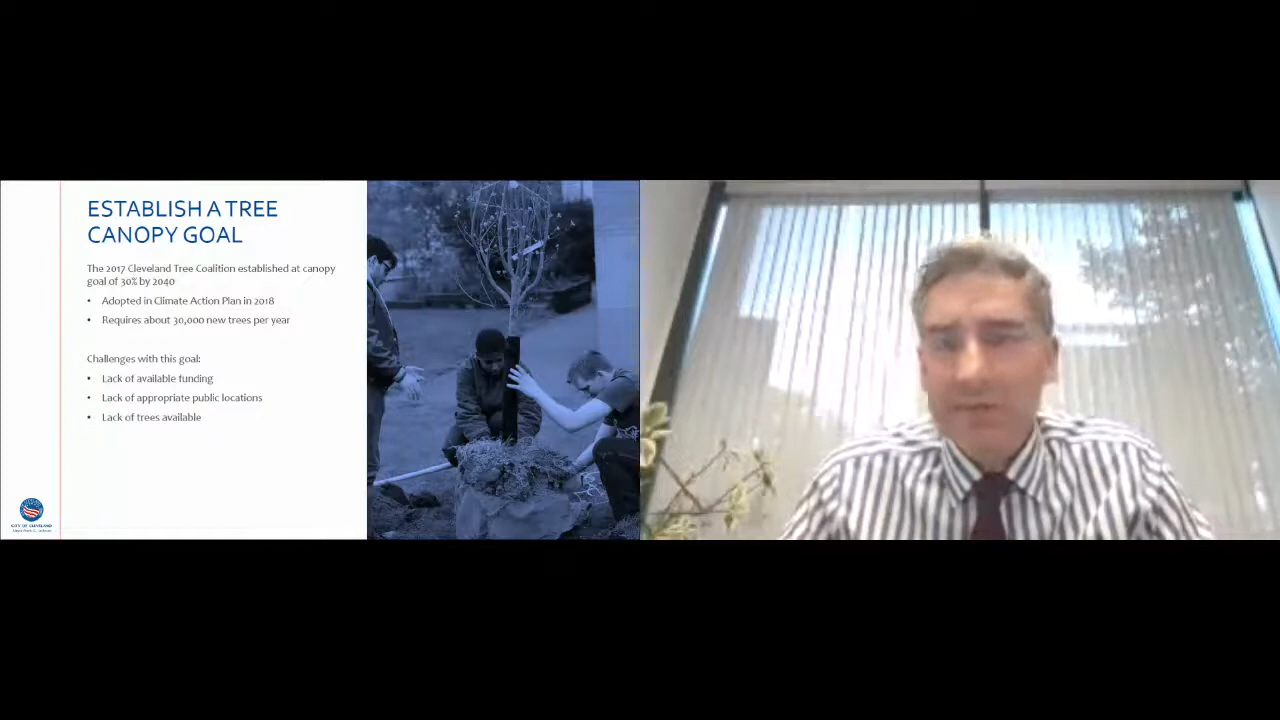 ESTABLISH A TREE
CANOPY GOAL
The 2017 Cleveland Tree Coalition established at canopy
goal of 30% by 2040
• Adopted in Climate Action Plan in 2018
• Requires about 30,000 new trees per year
Challenges with this goal:
• Lack of available funding
• Lack of appropriate public locations
• Lack of trees available
CITY OF CLEVELAND